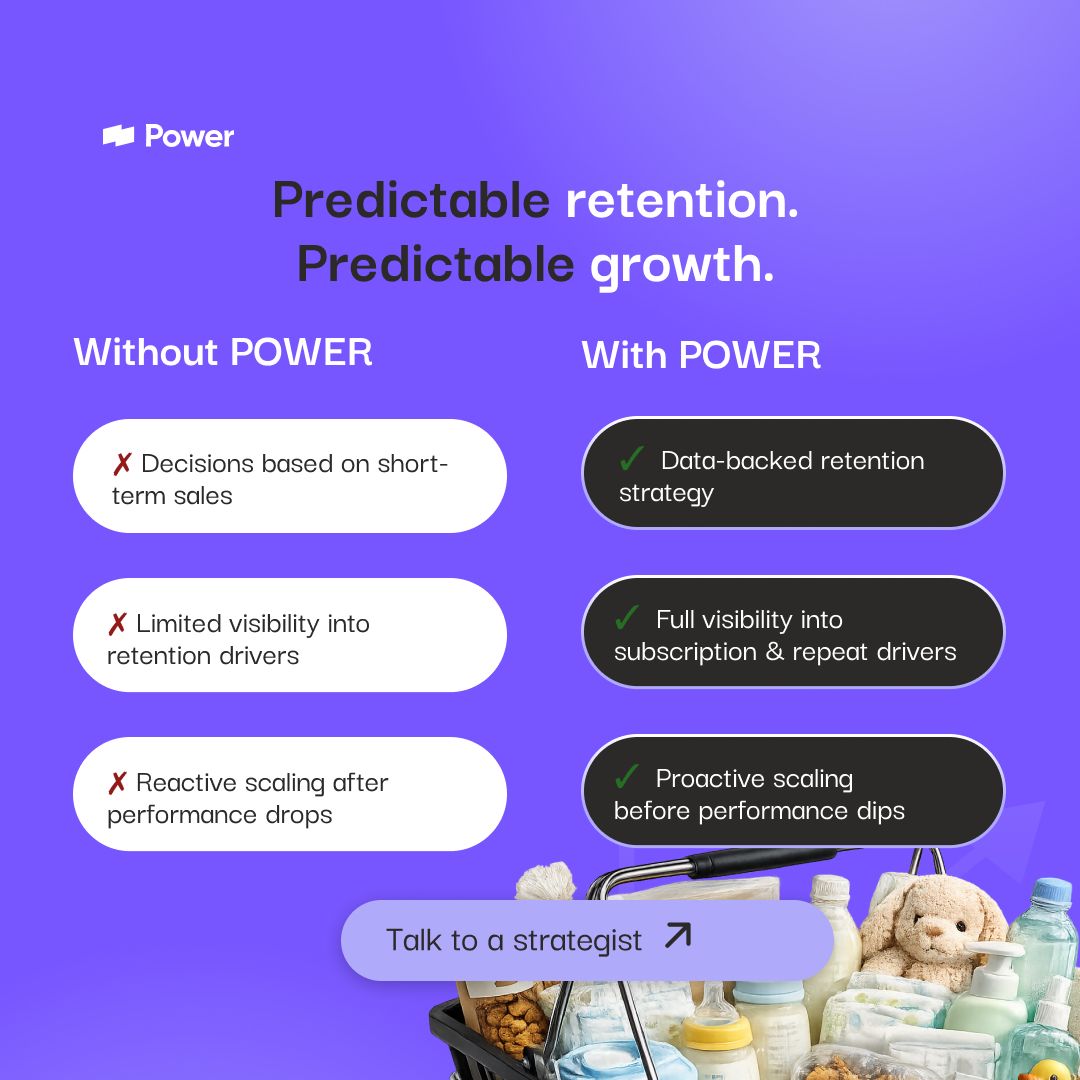 Power
Predictable retention.
Predictable growth.
Without POWER
✗ Decisions based on short-
term sales
✗ Limited visibility into
retention drivers
✗ Reactive scaling after
performance drops
With POWER
✓ Data-backed retention
strategy
✓ Full visibility into
subscription & repeat drivers
✓ Proactive scaling
before performance dips
Talk to a strategist